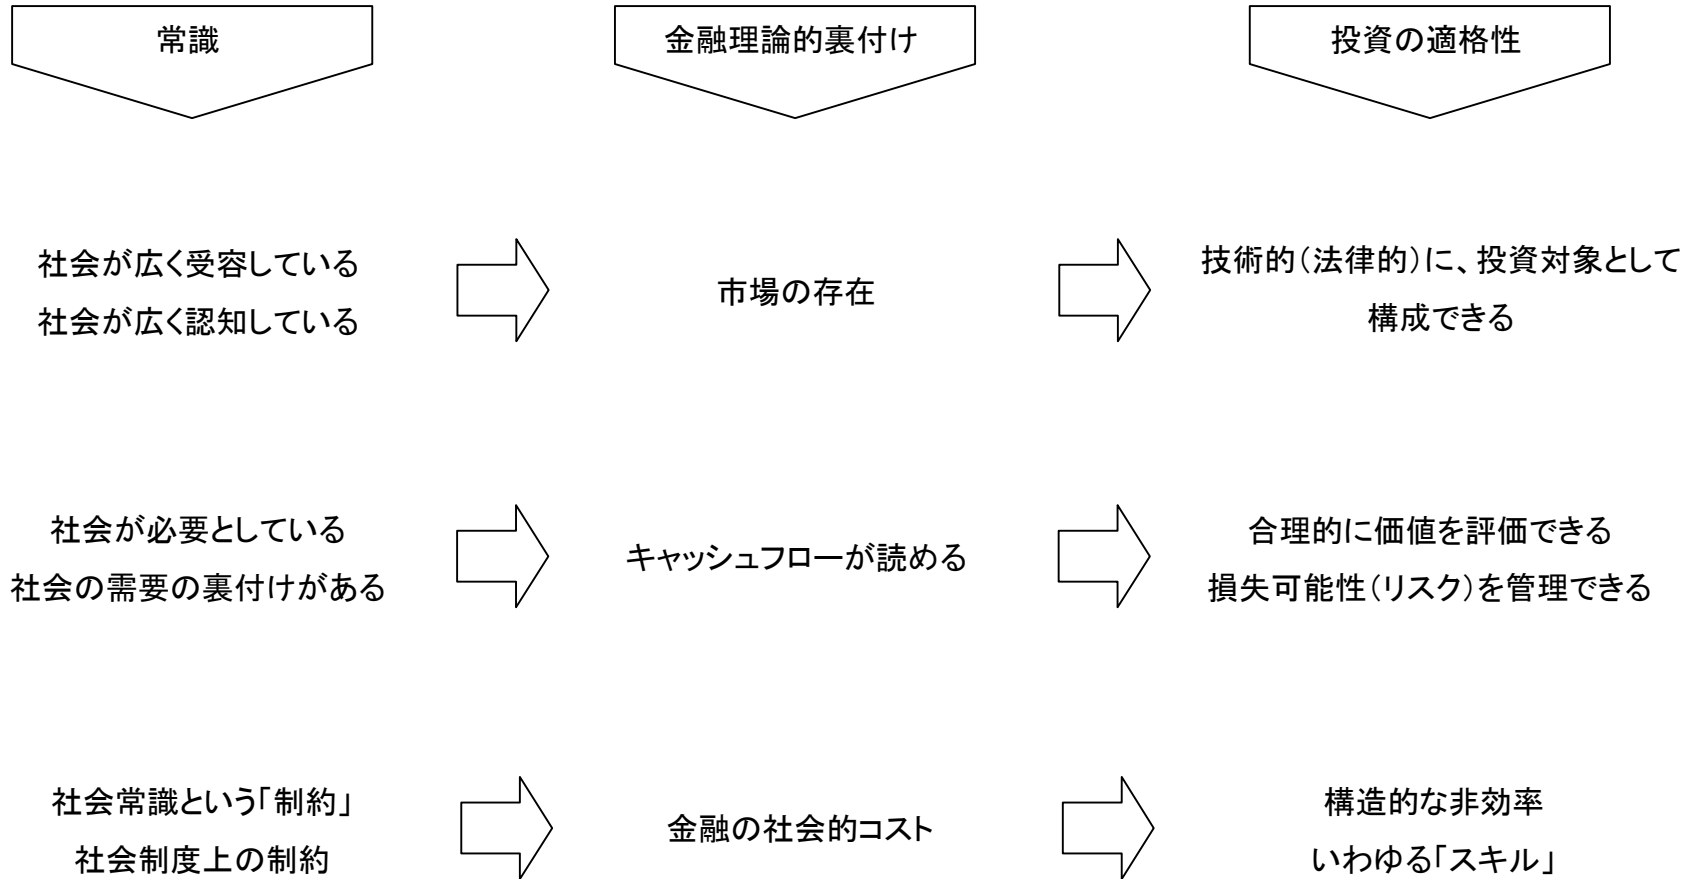 常識
金融理論的裏付け
投資の適格性
社会が広く受容している
社会が広く認知している
市場の存在
技術的(法律的)に、投資対象として
構成できる
社会が必要としている
社会の需要の裏付けがある
キャッシュフローが読める
合理的に価値を評価できる
損失可能性(リスク)を管理できる
社会常識という「制約」
社会制度上の制約
金融の社会的コスト
構造的な非効率
いわゆる「スキル」